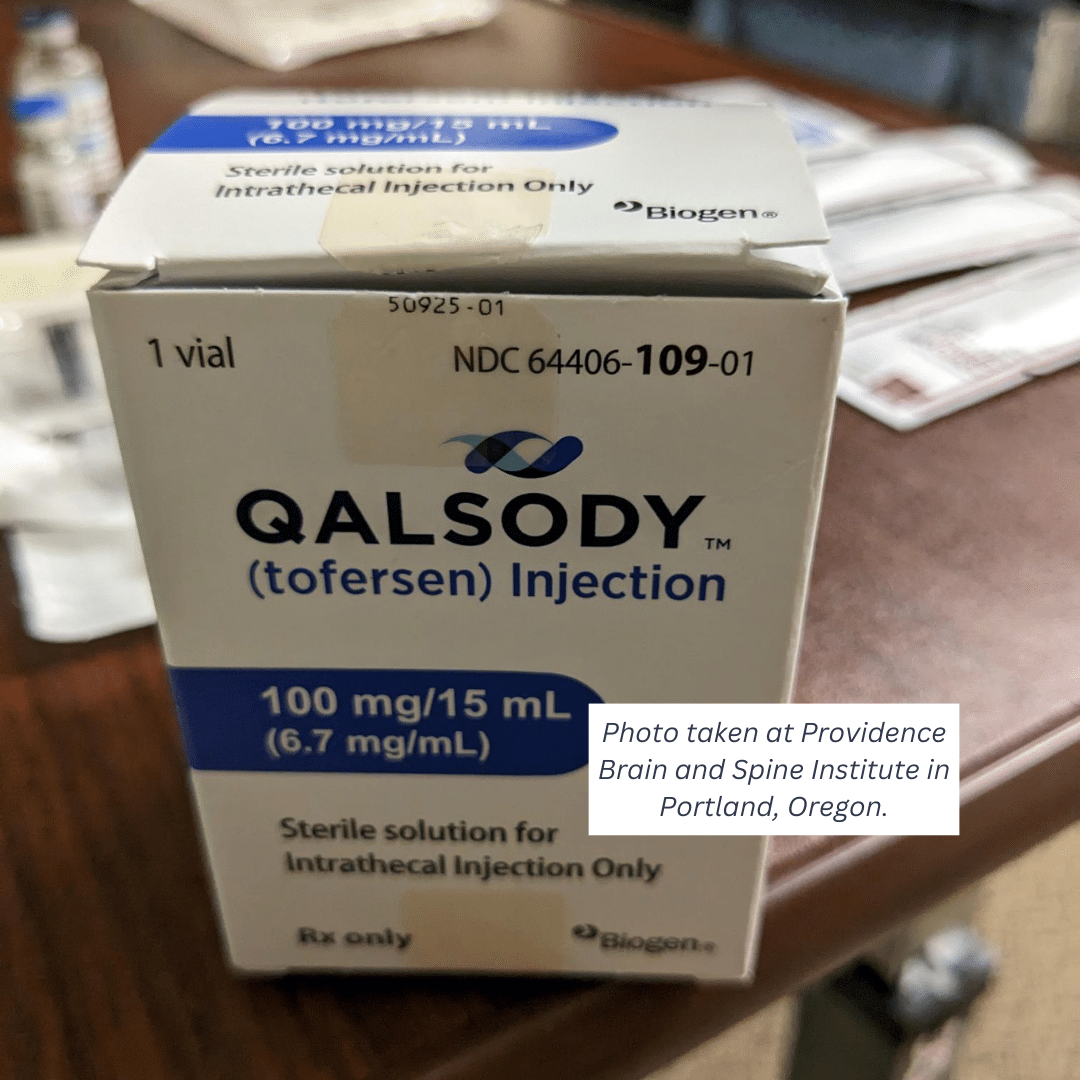 100 mg/15 mL
(6.7 mg/mL)
Sterile solution for
Intrathecal Injection Only
Biogen®
50925-01
1 vial
NDC 64406-109-01
QALSODY™
(tofersen) Injection
100 mg/15 mL
(6.7 mg/mL)
Photo taken at Providence
Brain and Spine Institute in
Portland, Oregon.
Sterile solution for
Intrathecal Injection Only
Rx only
Biogen®